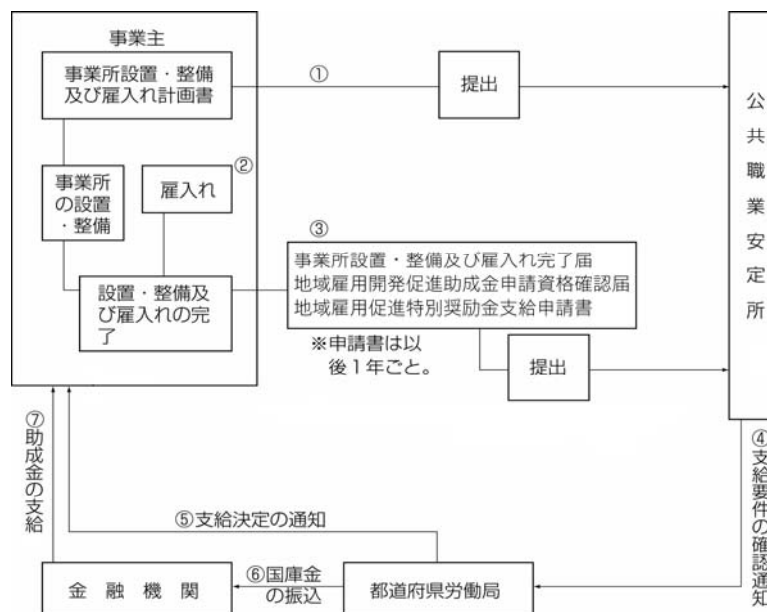 事業主
事業所設置・整備
及び雇入れ計画書
①
提出
公共職業安定所
②
事業所
の設置
・整備
雇入れ
③
事業所設置・整備及び雇入れ完了届
地域雇用開発促進助成金申請資格確認届
地域雇用促進特別奨励金支給申請書
設置・整備及
び雇入れの完
了
※申請書は以
後1年ごと。
提出
④支給要件の確認通知
⑦助成金の支給
⑤支給決定の通知
金融機関
⑥国庫金
の振込
都道府県労働局